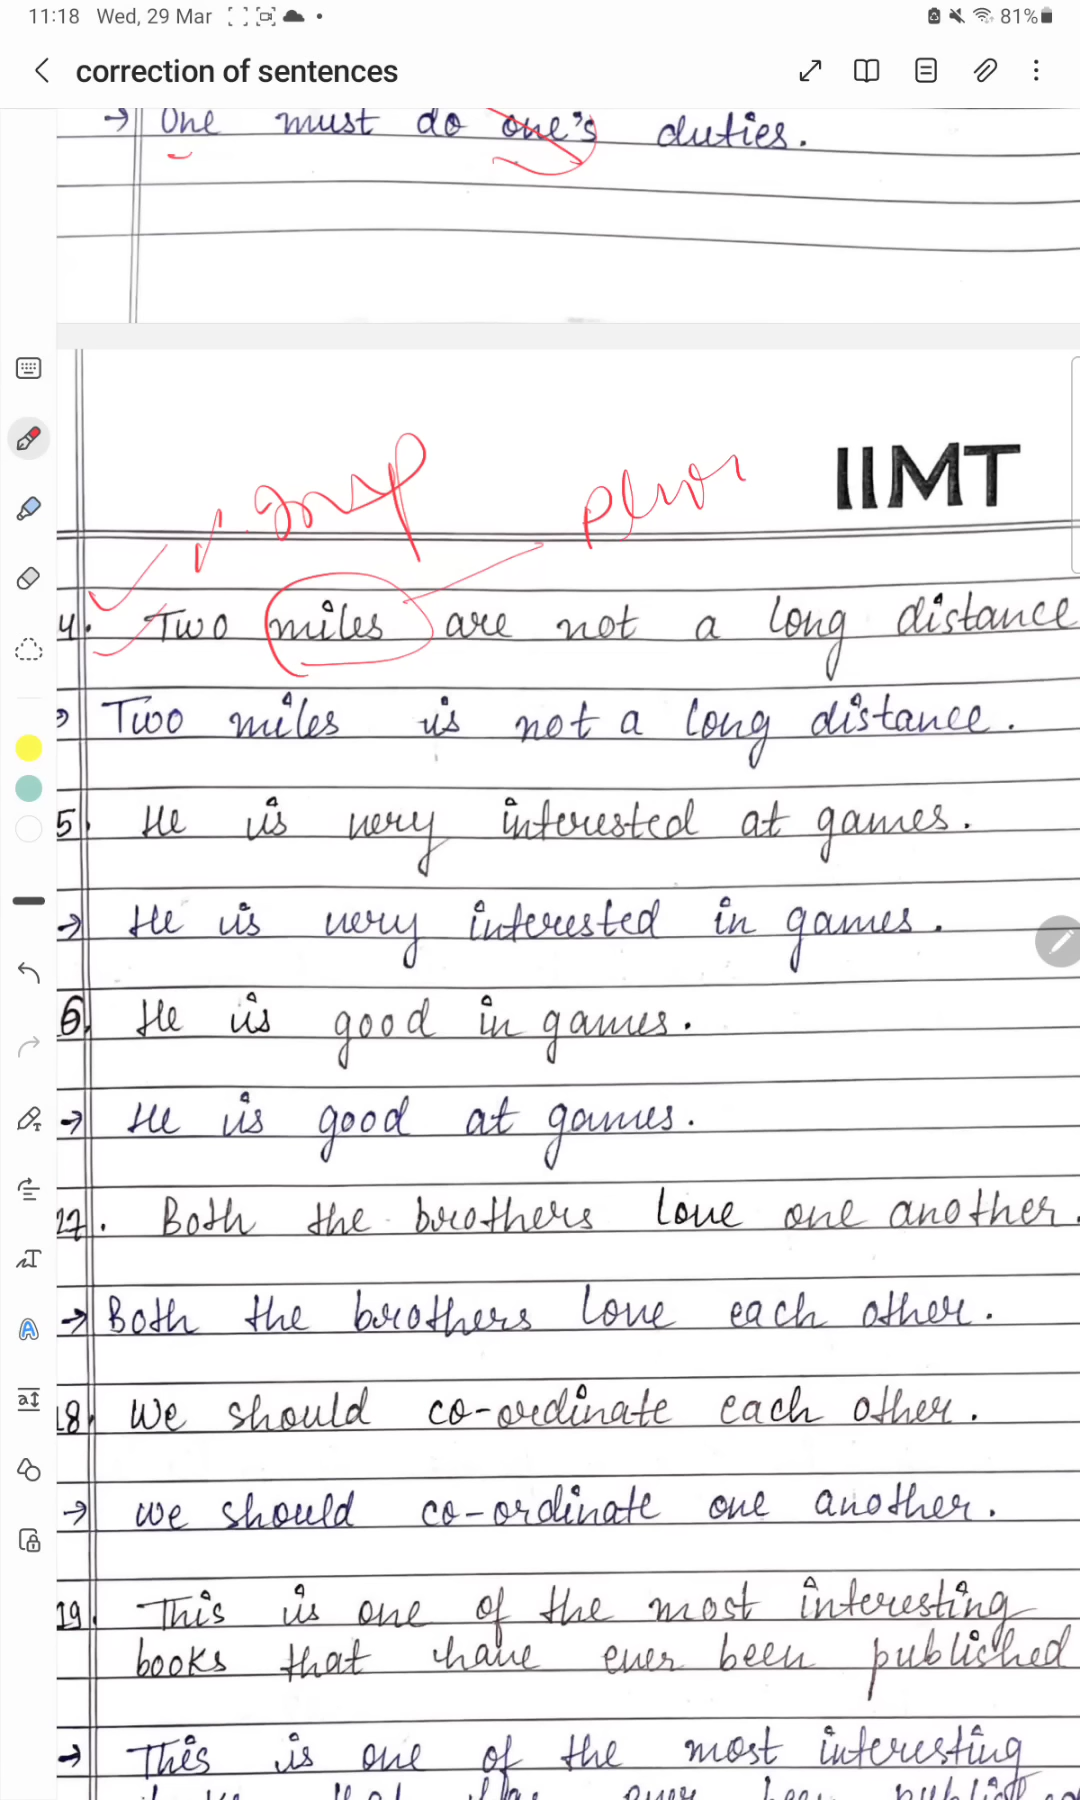 11:18 Wed, 29 Mar 81%
correction of sentences
→ One must do one's duties.
IIMT
Imp Plur
4. Two miles are not a long distance
Two miles is not a long distance.
5. He is very interested at games.
→ He is very interested in games.
6. He is good in games.
→ He is good at games.
17. Both the brothers love one another.
→ Both the brothers love each other.
18. We should co-ordinate each other.
→ we should co-ordinate one another.
19. This is one of the most interesting
books that have ever been published
→ This is one of the most interesting